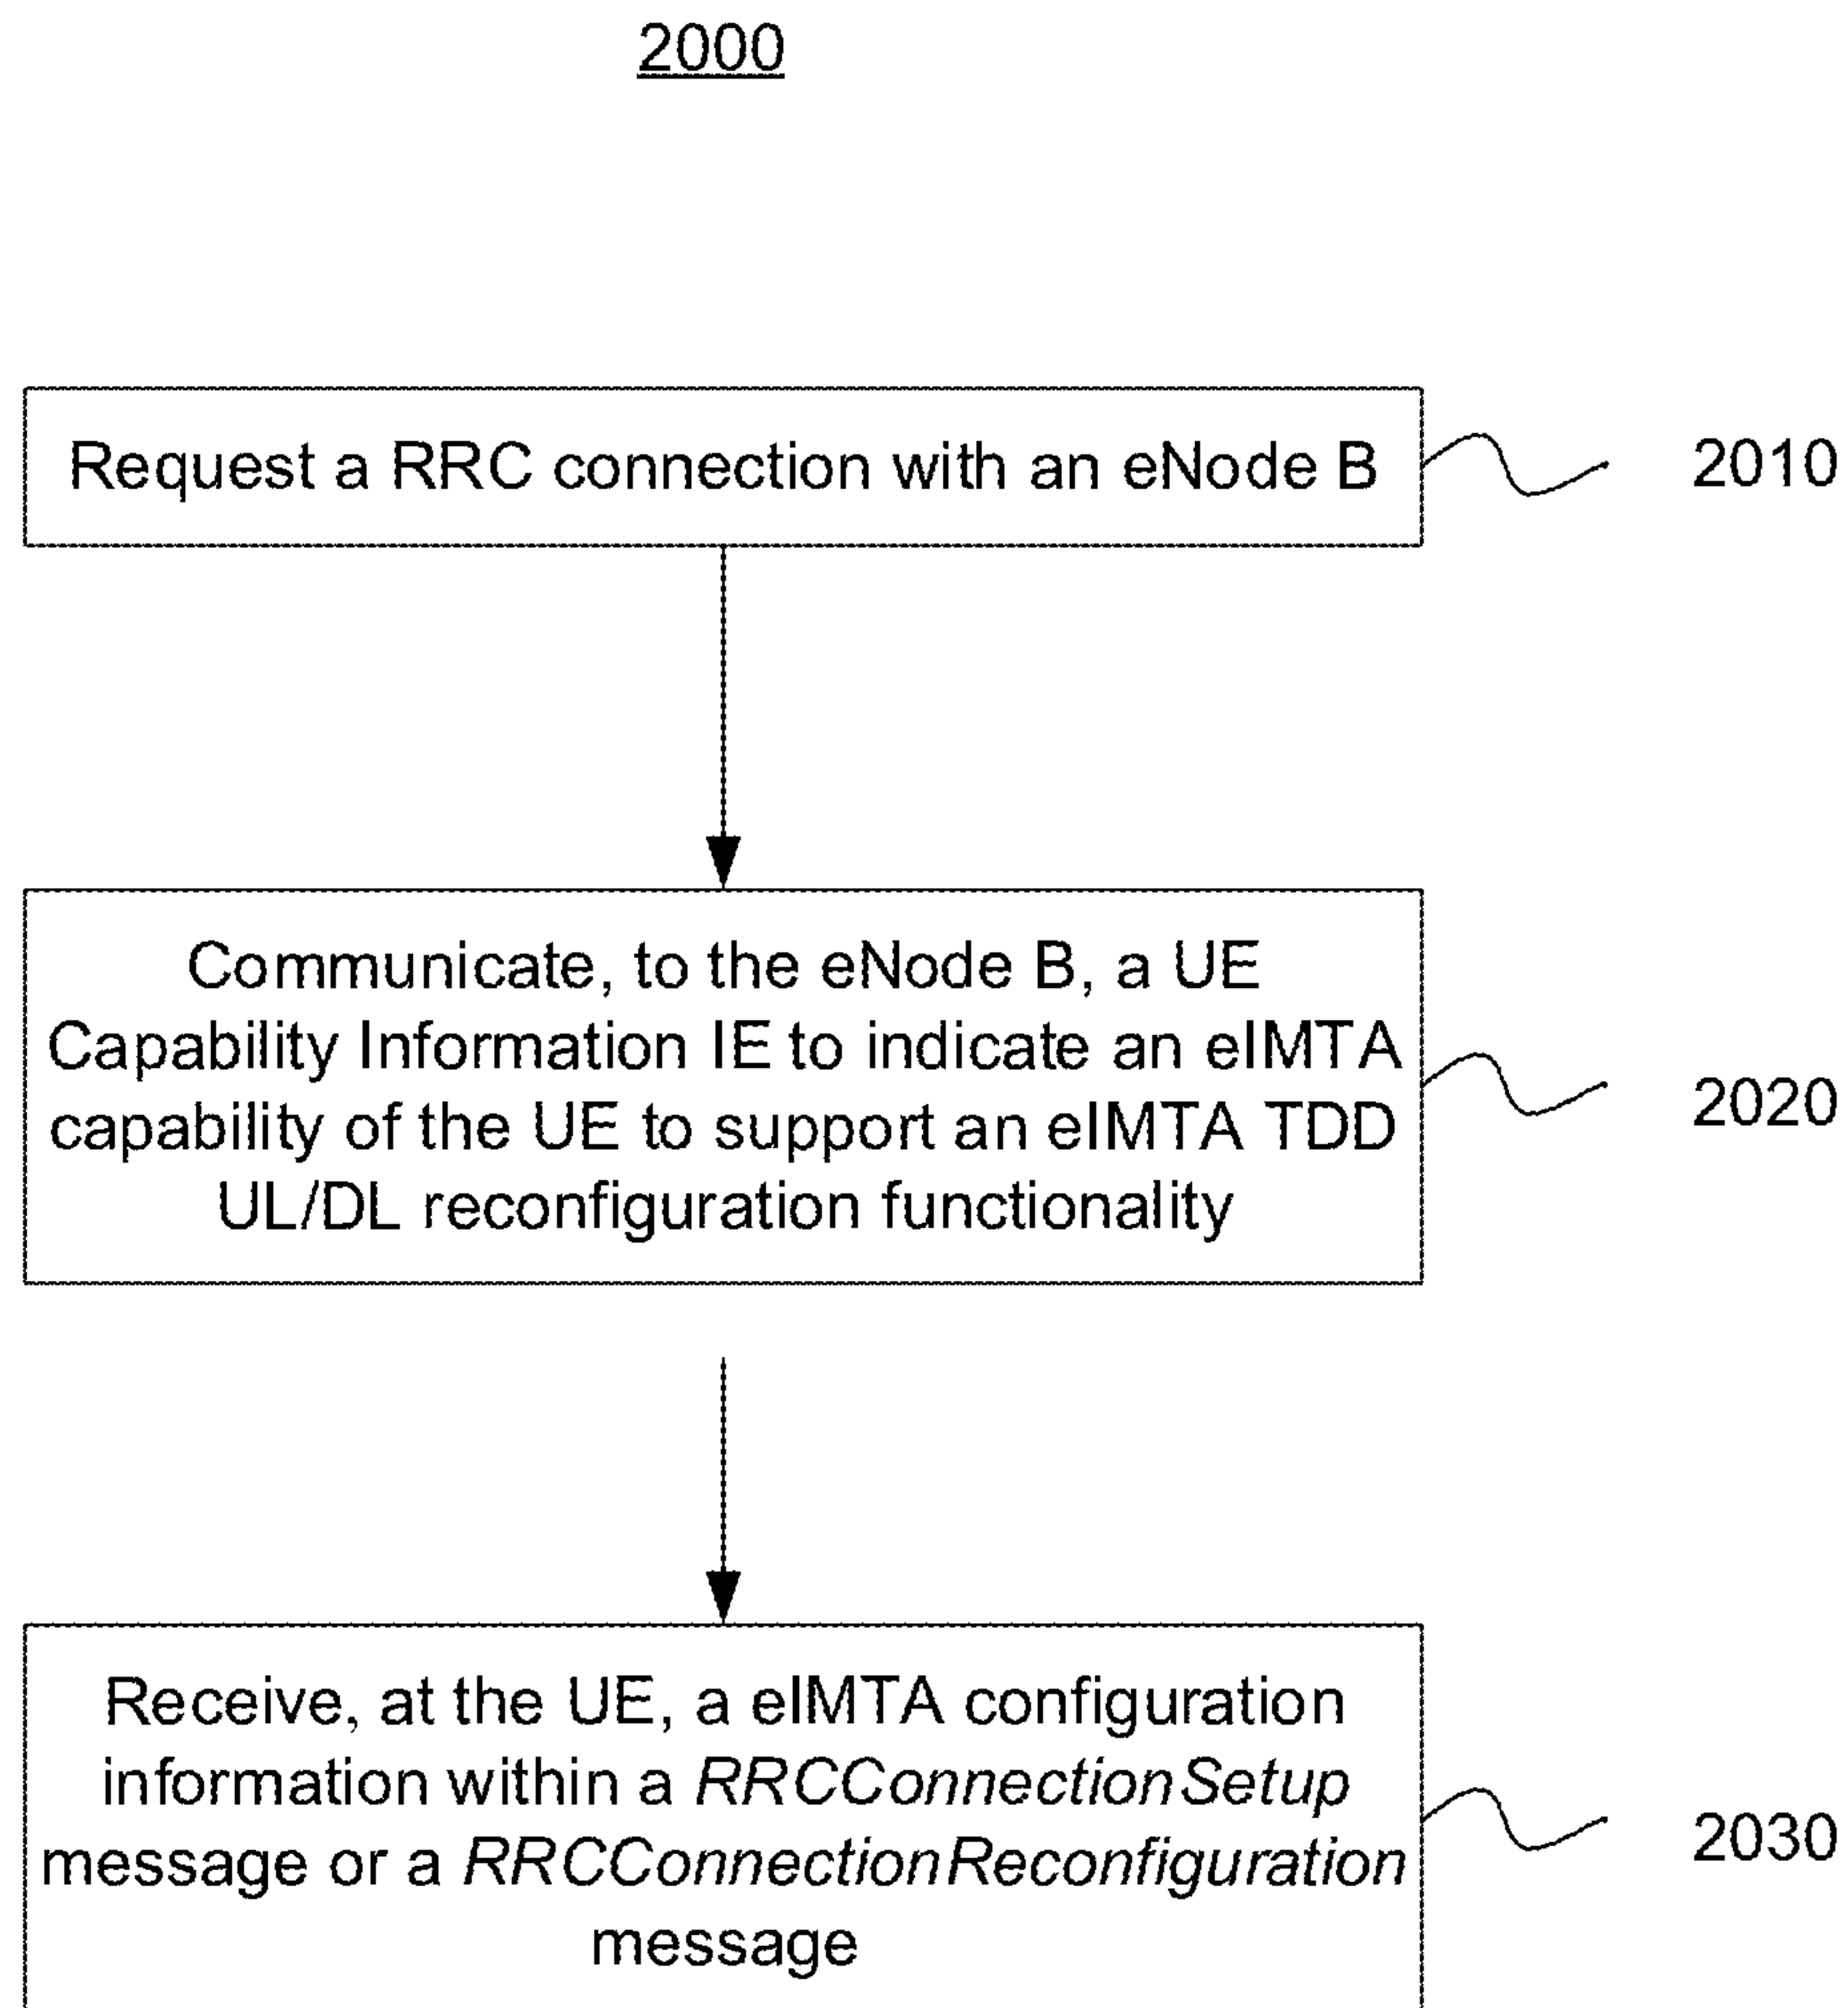 2000
Request a RRC connection with an eNode B
2010
Communicate, to the eNode B, a UE
Capability Information IE to indicate an eIMTA
capability of the UE to support an eIMTA TDD
UL/DL reconfiguration functionality
2020
Receive, at the UE, a eIMTA configuration
information within a RRCConnectionSetup
message or a RRCConnectionReconfiguration
message
2030